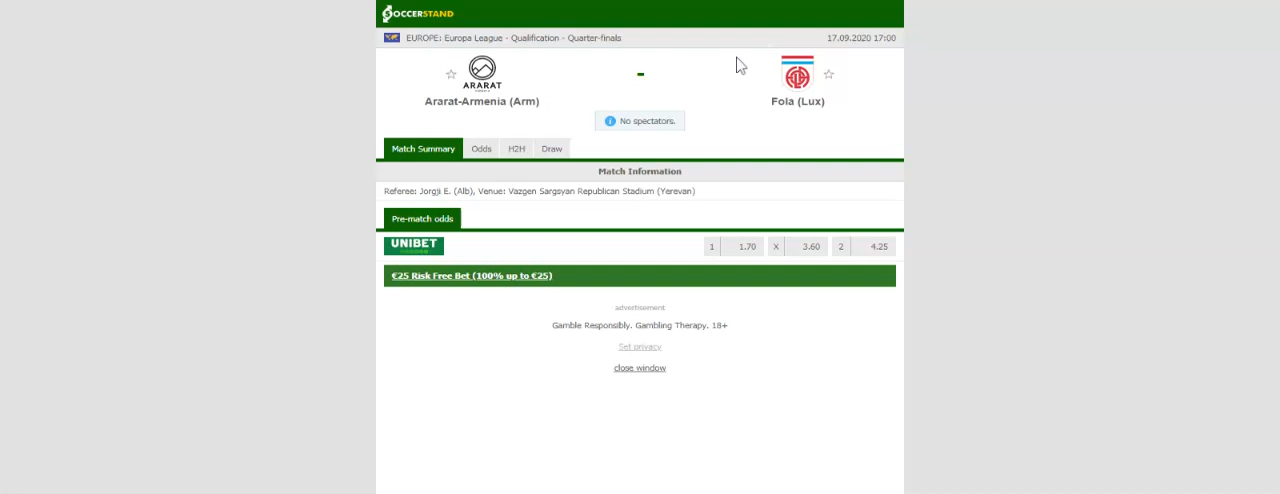 SOCCERSTAND
EUROPE: Europa League - Qualification - Quarter-finals 17.09.2020 17:00
ARARAT
-
Ararat-Armenia (Arm) Fola (Lux)
No spectators.
Match Summary Odds H2H Draw
Match Information
Referee: Jorgji E. (Alb), Venue: Vazgen Sargsyan Republican Stadium (Yerevan)
Pre-match odds
UNIBET 1 1.70 X 3.60 2 4.25
€25 Risk Free Bet (100% up to €25)
advertisement
Gamble Responsibly. Gambling Therapy. 18+
Set privacy
close window